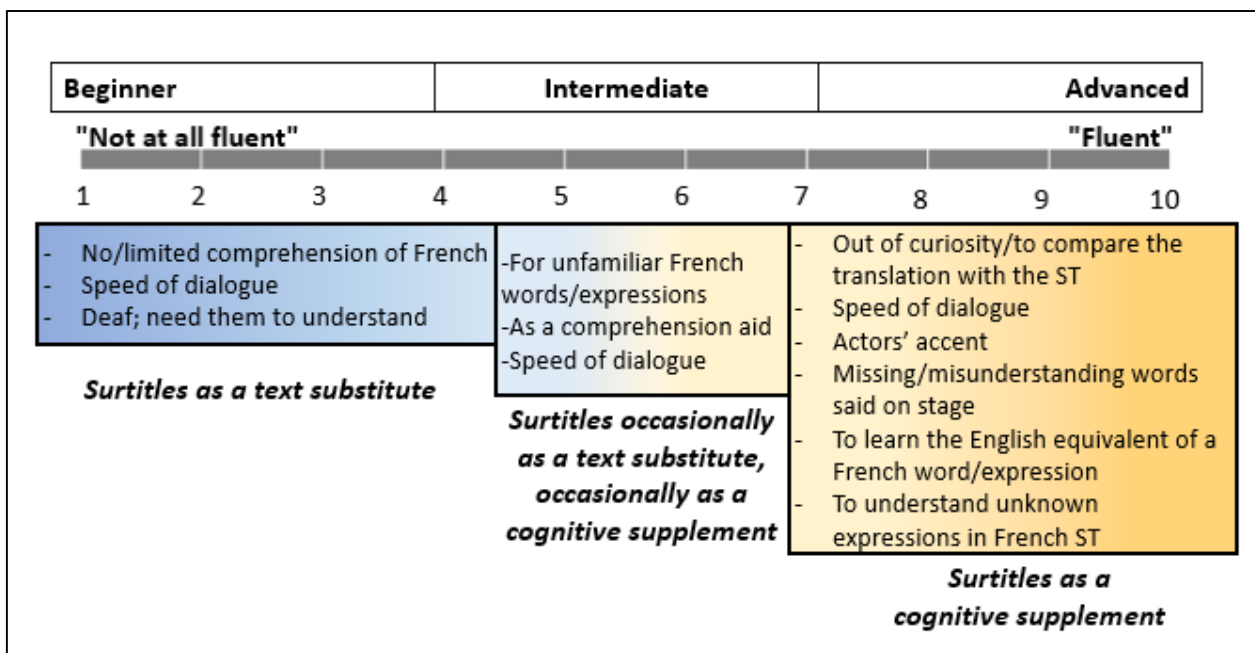 Beginner
Intermediate
Advanced
"Not at all fluent"
"Fluent"
1 2 3 4 5 6 7 8 9 10
- No/limited comprehension of French
- Speed of dialogue
- Deaf; need them to understand
Surtitles as a text substitute
-For unfamiliar French
words/expressions
-As a comprehension aid
-Speed of dialogue
Surtitles occasionally
as a text substitute,
occasionally as a
cognitive supplement
- Out of curiosity/to compare the
translation with the ST
- Speed of dialogue
- Actors’ accent
- Missing/misunderstanding words
said on stage
- To learn the English equivalent of a
French word/expression
- To understand unknown
expressions in French ST
Surtitles as a
cognitive supplement